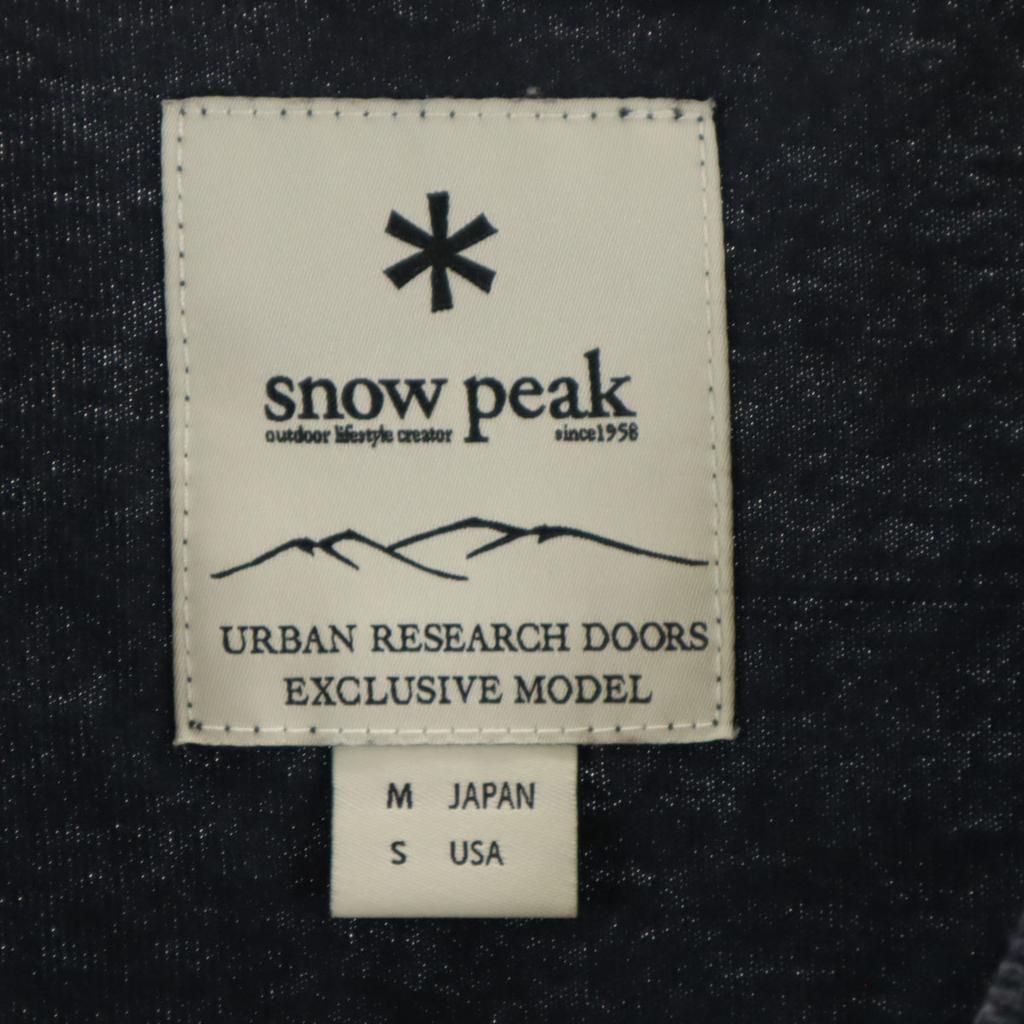 snow peak
outdoor lifestyle creator since1958
URBAN RESEARCH DOORS
EXCLUSIVE MODEL
M JAPAN
S USA